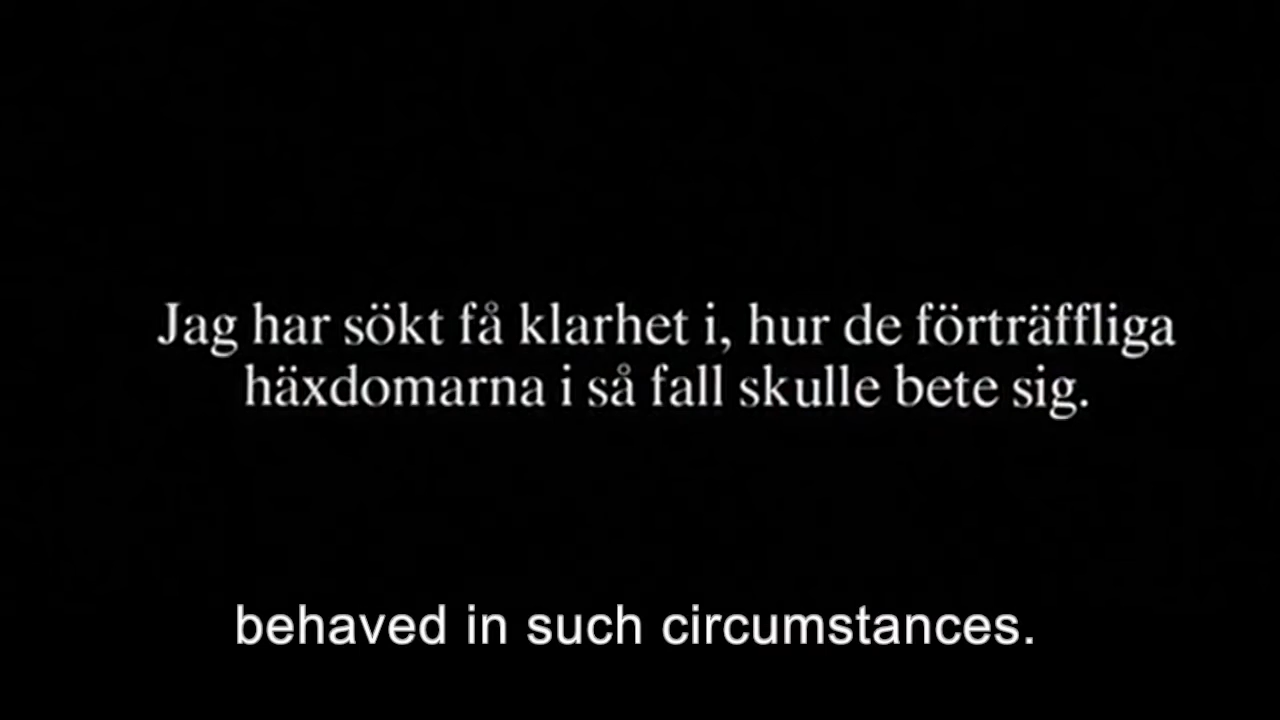 Jag har sökt få klarhet i, hur de förträffliga
häxdomarna i så fall skulle bete sig.
behaved in such circumstances.